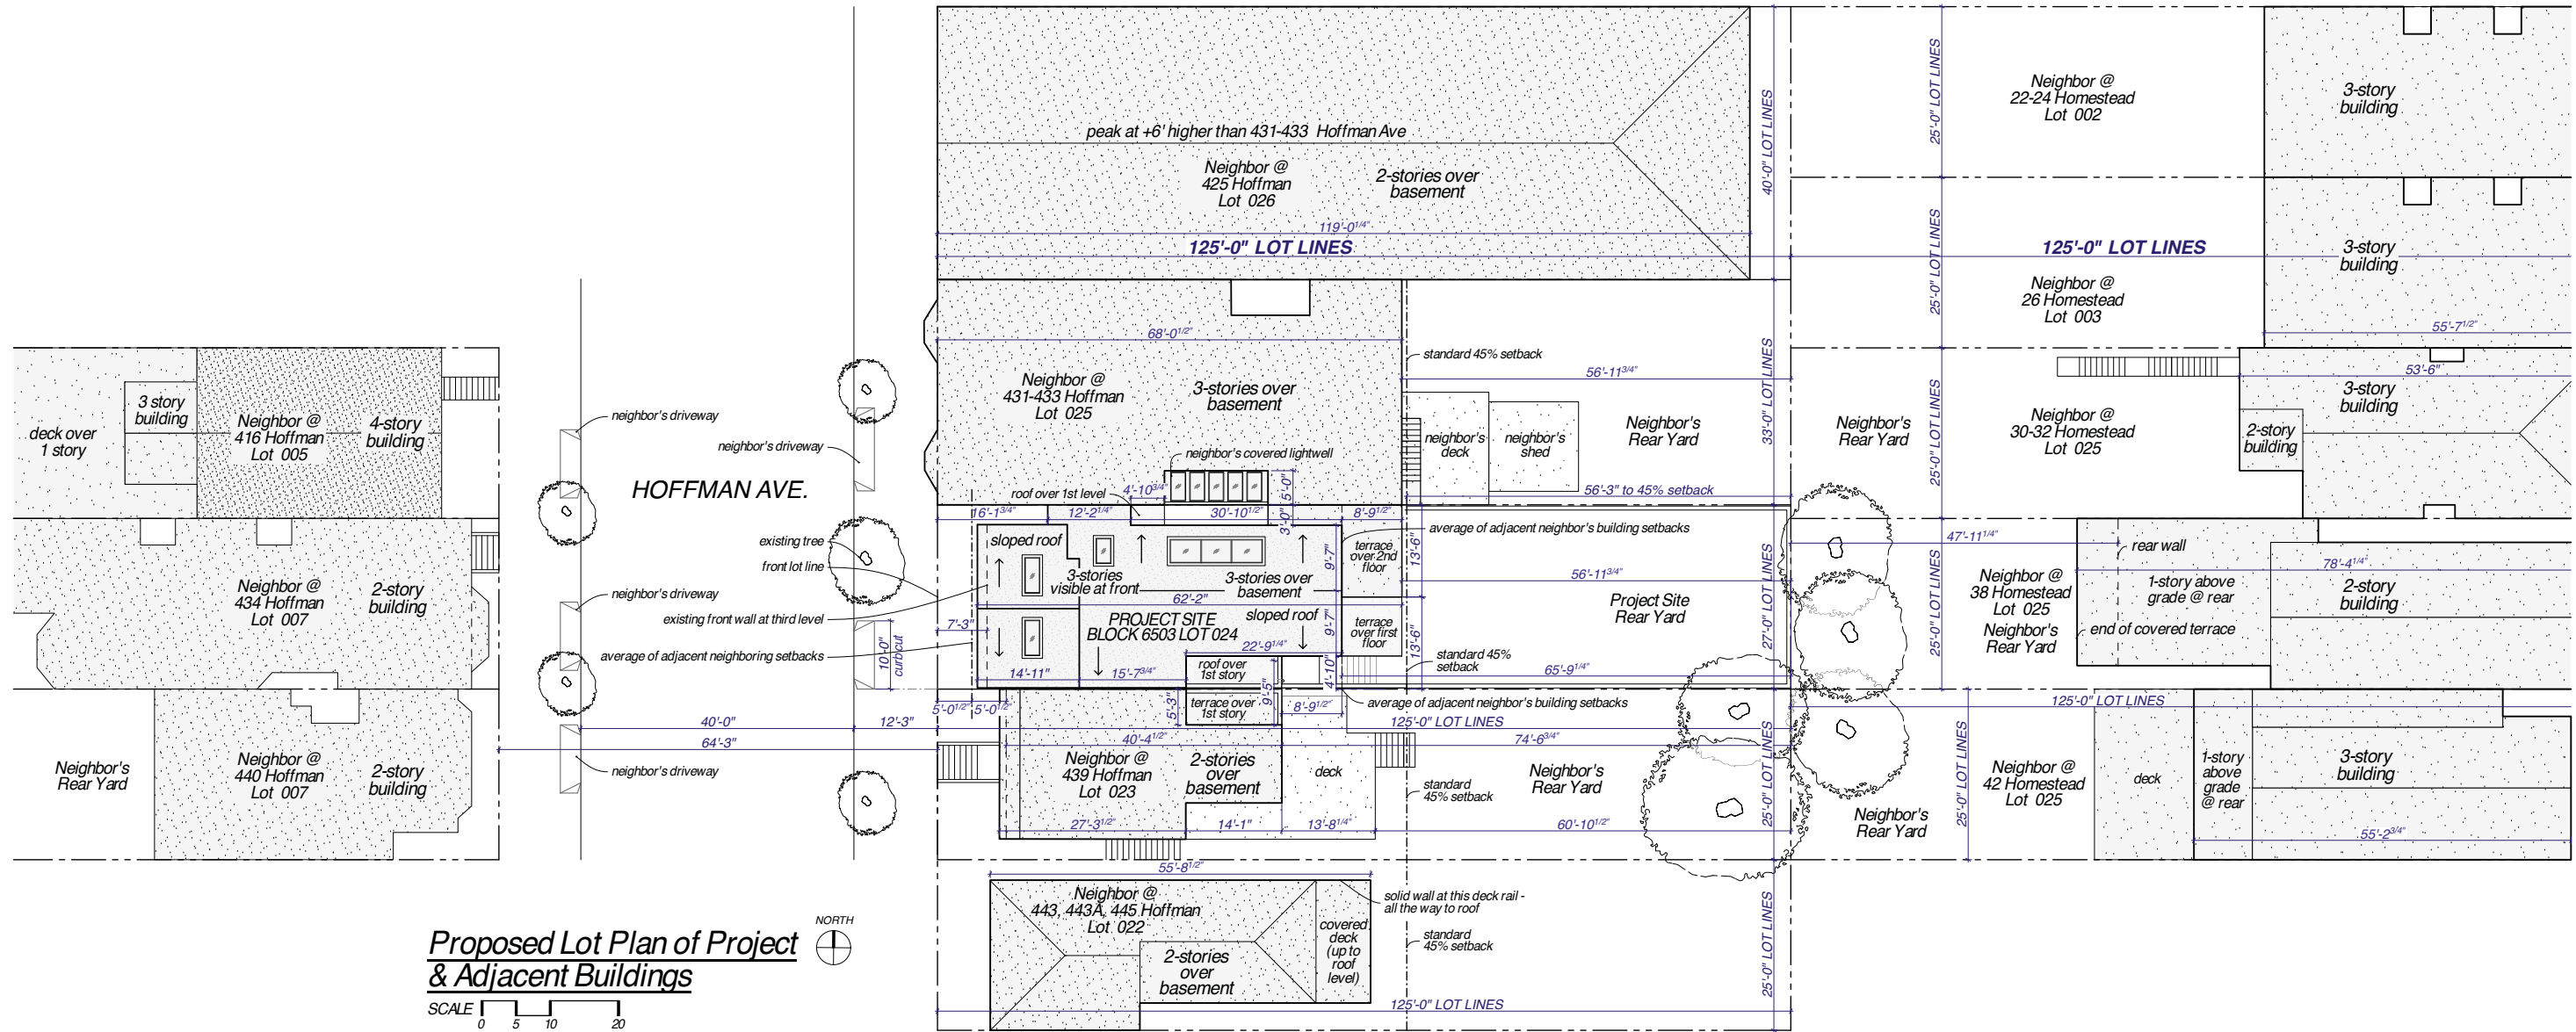 peak at +6' higher than 431-433 Hoffman Ave
Neighbor @
425 Hoffman
Lot 026
2-stories over
basement
119'-0 1/4"
125'-0" LOT LINES
40'-0" LOT LINES
25'-0" LOT LINES
Neighbor @
22-24 Homestead
Lot 002
3-story
building
25'-0" LOT LINES
125'-0" LOT LINES
Neighbor @
26 Homestead
Lot 003
3-story
building
55'-7 1/2"
deck over
1 story
3 story
building
Neighbor @
416 Hoffman
Lot 005
4-story
building
neighbor's driveway
neighbor's driveway
HOFFMAN AVE.
68'-0 1/2"
Neighbor @
431-433 Hoffman
Lot 025
3-stories over
basement
neighbor's covered lightwell
standard 45% setback
56'-11 3/4"
33'-0" LOT LINES
neighbor's
deck
neighbor's
shed
Neighbor's
Rear Yard
56'-3" to 45% setback
Neighbor's
Rear Yard
25'-0" LOT LINES
Neighbor @
30-32 Homestead
Lot 025
53'-6"
3-story
building
2-story
building
roof over 1st level
4'-10 3/4"
5'-0"
3'-0"
16'-1 3/4"
12'-2 1/4"
30'-10 1/2"
8'-9 1/2"
average of adjacent neighbor's building setbacks
existing tree
front lot line
neighbor's driveway
existing front wall at third level
average of adjacent neighboring setbacks
Neighbor @
434 Hoffman
Lot 007
2-story
building
sloped roof
3-stories
visible at front
3-stories over
basement
62'-2"
PROJECT SITE
BLOCK 6503 LOT 024
sloped roof
9'-7"
9'-7"
terrace
over 2nd
floor
terrace
over first
floor
13'-6"
13'-6"
56'-11 3/4"
Project Site
Rear Yard
27'-0" LOT LINES
7'-3"
10'-0"
curb cut
14'-11"
15'-7 3/4"
22'-9 1/4"
roof over
1st story
4'-10"
standard 45%
setback
65'-9 1/4"
47'-11 1/4"
25'-0" LOT LINES
Neighbor @
38 Homestead
Lot 025
Neighbor's
Rear Yard
rear wall
1-story above
grade @ rear
end of covered terrace
78'-4 1/4"
2-story
building
5'-0 1/2"
5'-0 1/2"
5'-3"
terrace over
1st story
9'-5"
8'-9 1/2"
average of adjacent neighbor's building setbacks
125'-0" LOT LINES
125'-0" LOT LINES
40'-0"
12'-3"
64'-3"
40'-4 1/2"
74'-6 3/4"
Neighbor's
Rear Yard
Neighbor @
440 Hoffman
Lot 007
2-story
building
neighbor's driveway
Neighbor @
439 Hoffman
Lot 023
2-stories
over
basement
deck
standard
45% setback
Neighbor's
Rear Yard
25'-0" LOT LINES
Neighbor's
Rear Yard
25'-0" LOT LINES
Neighbor @
42 Homestead
Lot 025
deck
1-story
above
grade
@ rear
3-story
building
55'-2 3/4"
27'-3 1/2"
14'-1"
13'-8 1/4"
60'-10 1/2"
55'-8 1/2"
Neighbor @
443, 443A, 445 Hoffman
Lot 022
2-stories
over
basement
covered
deck
(up to
roof
level)
solid wall at this deck rail -
all the way to roof
standard
45% setback
25'-0" LOT LINES
125'-0" LOT LINES
Proposed Lot Plan of Project
& Adjacent Buildings
NORTH
SCALE
0 5 10 20